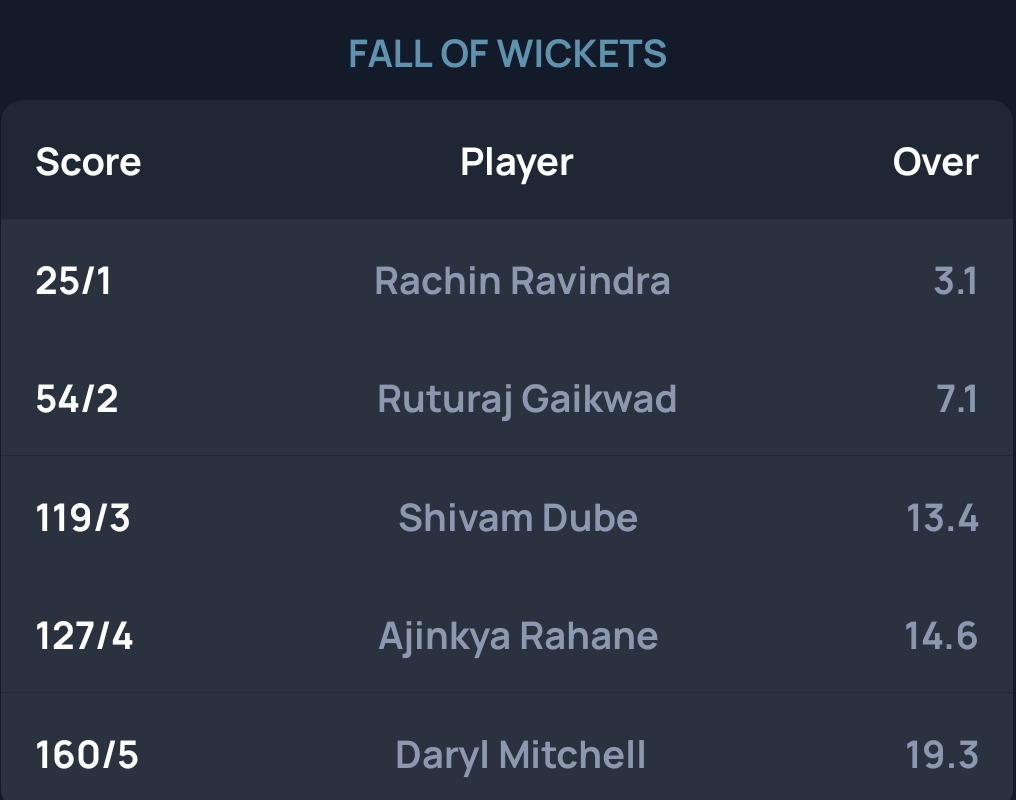 FALL OF WICKETS
Score Player Over
25/1 Rachin Ravindra 3.1
54/2 Ruturaj Gaikwad 7.1
119/3 Shivam Dube 13.4
127/4 Ajinkya Rahane 14.6
160/5 Daryl Mitchell 19.3